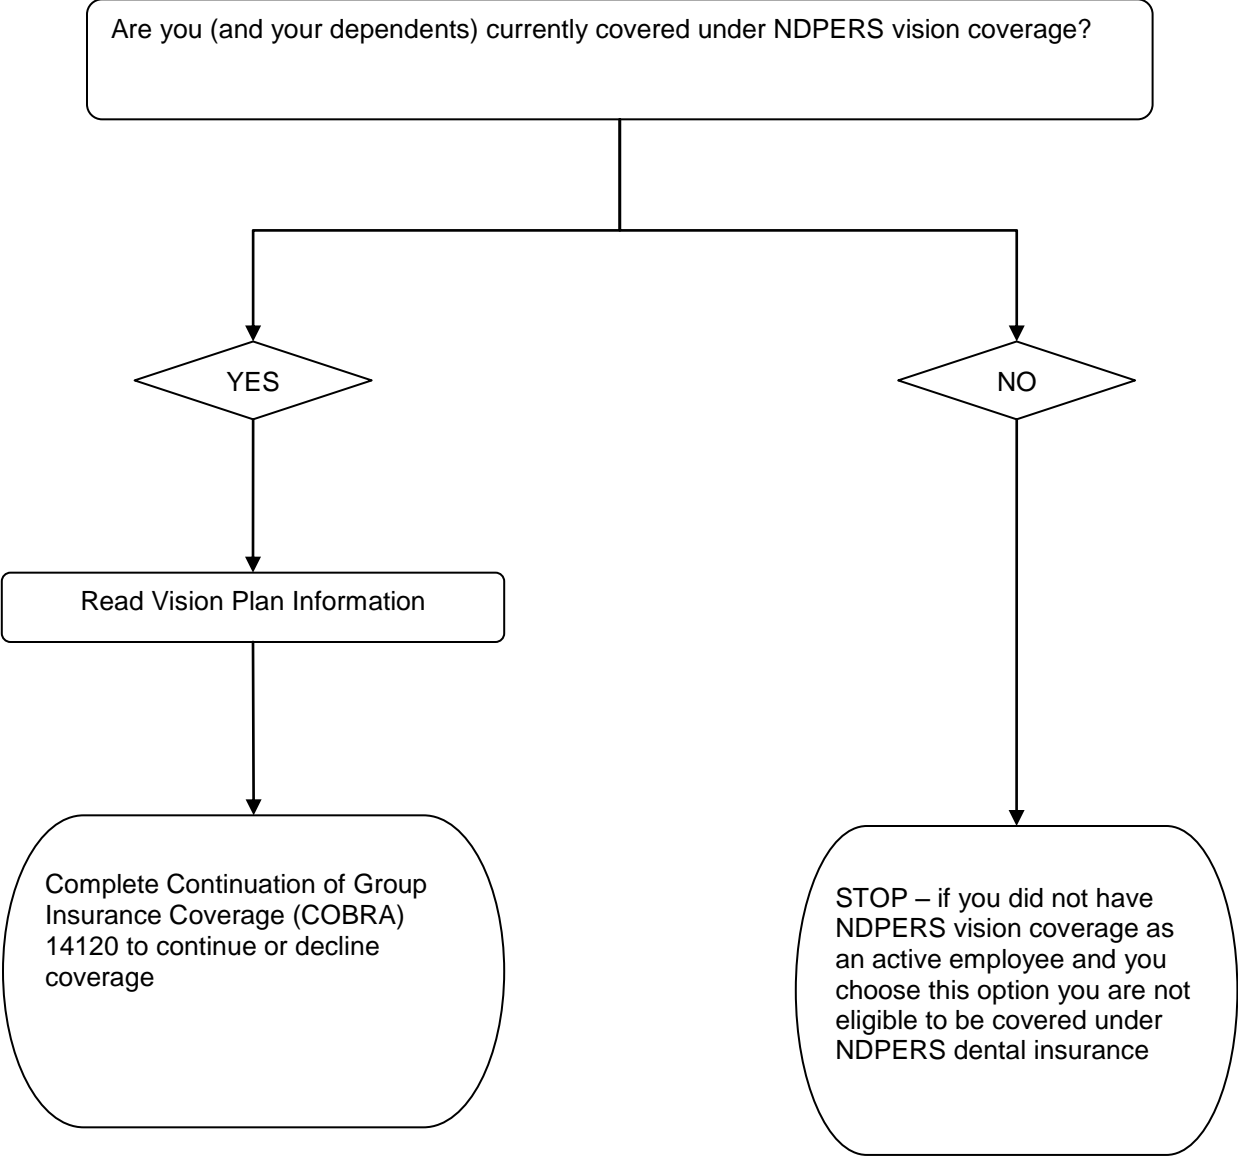 Are you (and your dependents) currently covered under NDPERS vision coverage?
YES
NO
Read Vision Plan Information
Complete Continuation of Group
Insurance Coverage (COBRA)
14120 to continue or decline
coverage
STOP – if you did not have
NDPERS vision coverage as
an active employee and you
choose this option you are not
eligible to be covered under
NDPERS dental insurance